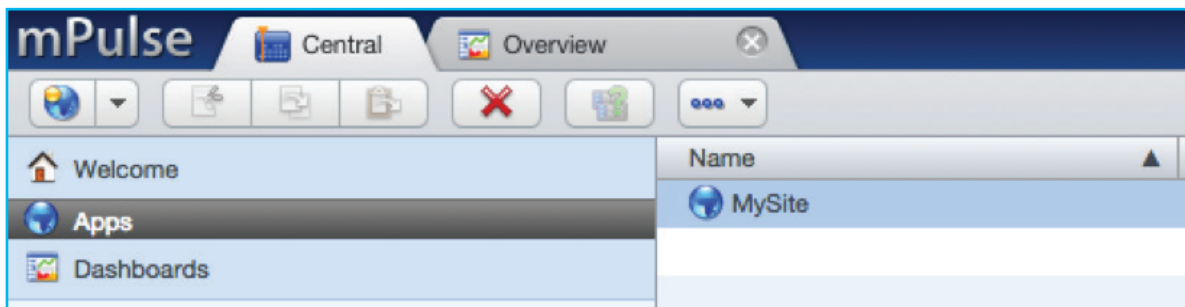 mPulse Central Overview
Welcome
Name
Apps
MySite
Dashboards